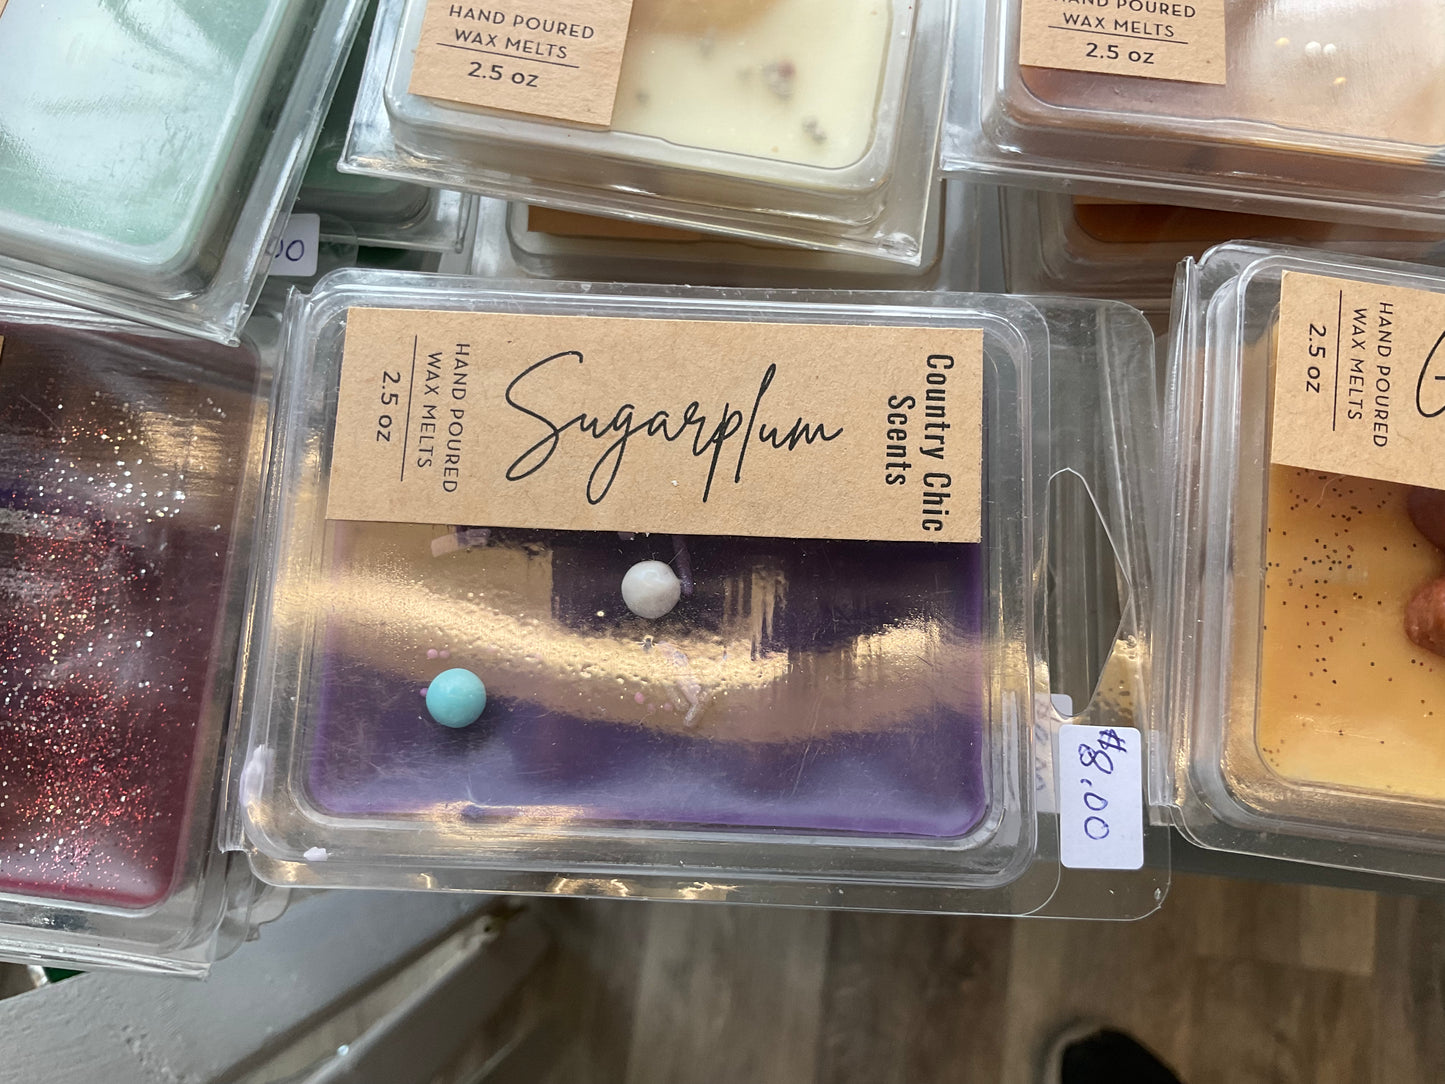 HAND POURED
WAX MELTS
2.5 oz
HAND POURED
WAX MELTS
2.5 oz
00
HAND POURED
WAX MELTS
2.5 oz
Sugarplum
Country Chic
Scents
$8.00
HAND POURED
WAX MELTS
2.5 oz